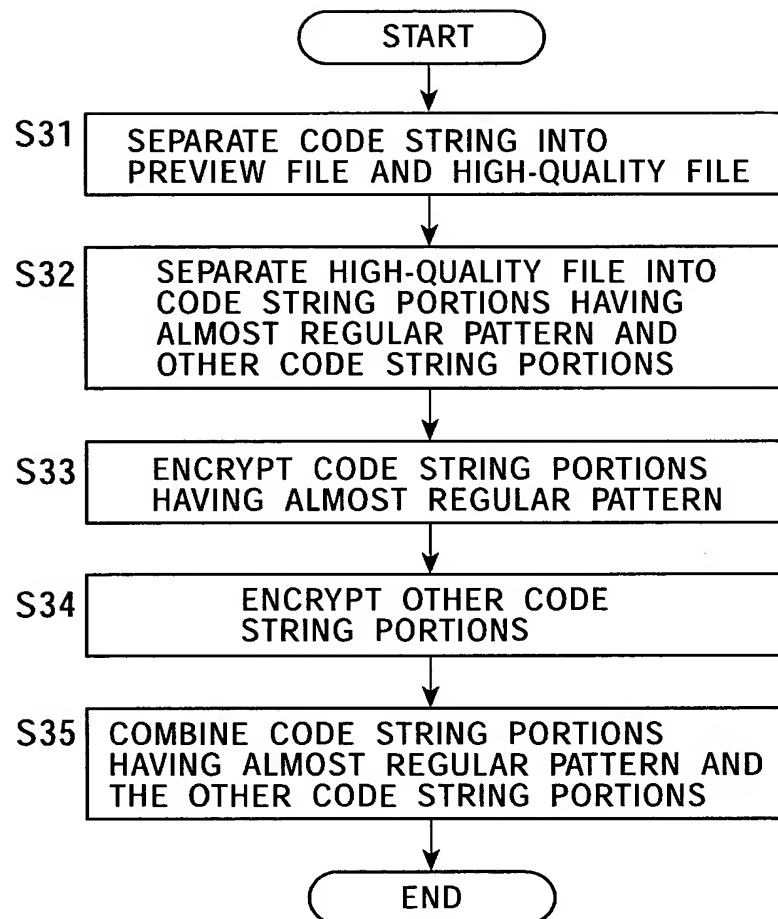 START
S31
SEPARATE CODE STRING INTO
PREVIEW FILE AND HIGH-QUALITY FILE
S32
SEPARATE HIGH-QUALITY FILE INTO
CODE STRING PORTIONS HAVING
ALMOST REGULAR PATTERN AND
OTHER CODE STRING PORTIONS
S33
ENCRYPT CODE STRING PORTIONS
HAVING ALMOST REGULAR PATTERN
S34
ENCRYPT OTHER CODE
STRING PORTIONS
S35
COMBINE CODE STRING PORTIONS
HAVING ALMOST REGULAR PATTERN AND
THE OTHER CODE STRING PORTIONS
END